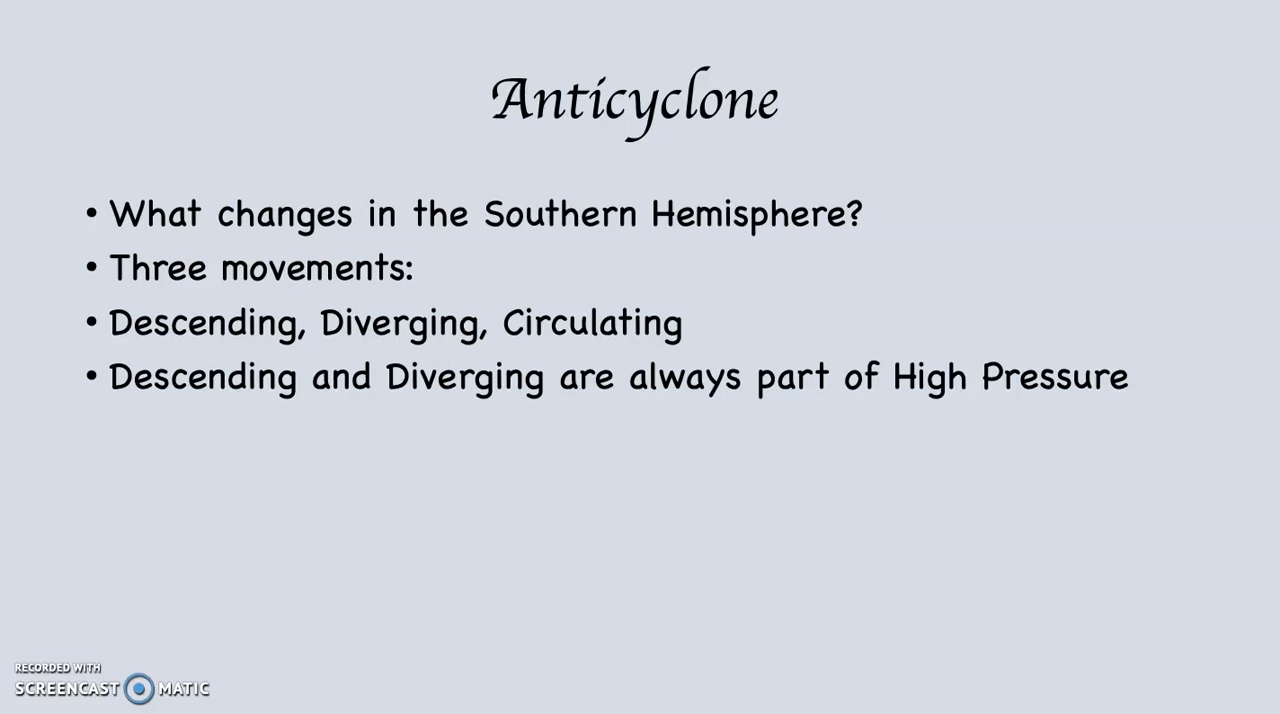 Anticyclone
• What changes in the Southern Hemisphere?
• Three movements:
• Descending, Diverging, Circulating
• Descending and Diverging are always part of High Pressure
RECORDED WITH
SCREENCAST MATIC